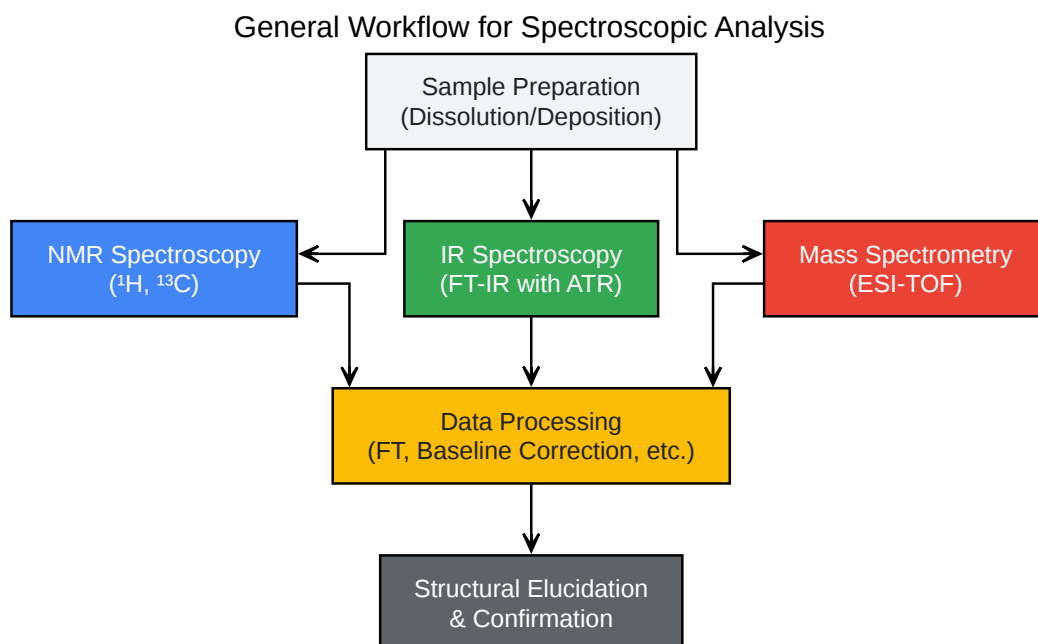 General Workflow for Spectroscopic Analysis
Sample Preparation
(Dissolution/Deposition)
NMR Spectroscopy
(¹H, ¹³C)
IR Spectroscopy
(FT-IR with ATR)
Mass Spectrometry
(ESI-TOF)
Data Processing
(FT, Baseline Correction, etc.)
Structural Elucidation
& Confirmation